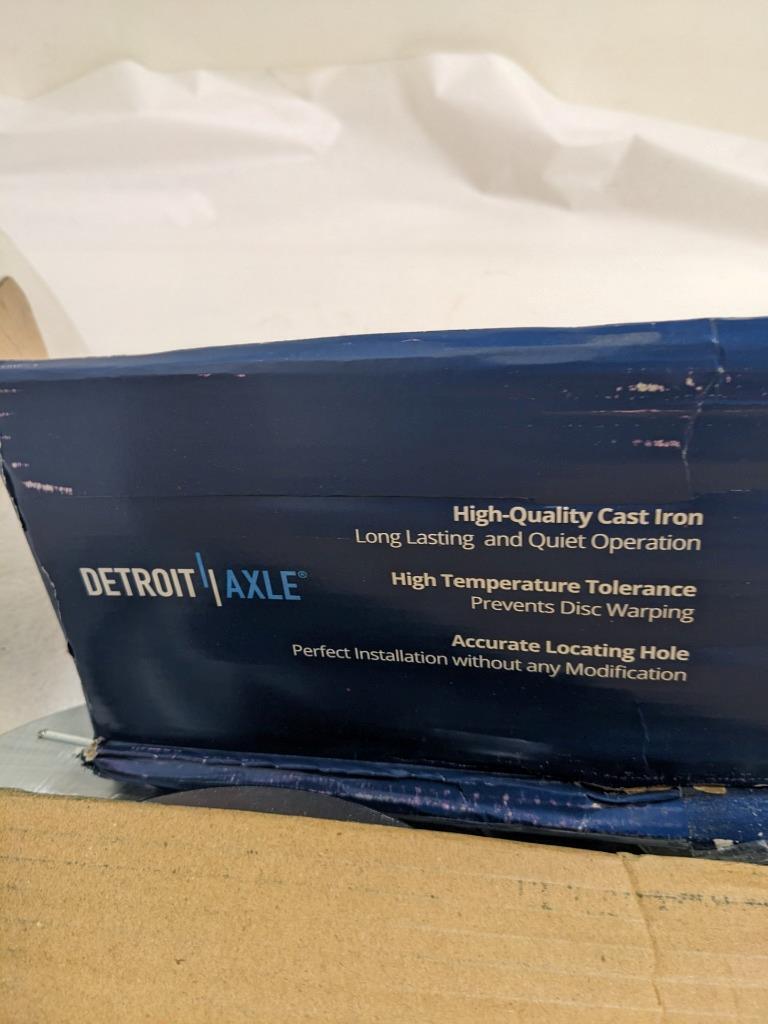 DETROIT AXLE®
High-Quality Cast Iron
Long Lasting and Quiet Operation
High Temperature Tolerance
Prevents Disc Warping
Accurate Locating Hole
Perfect Installation without any Modification